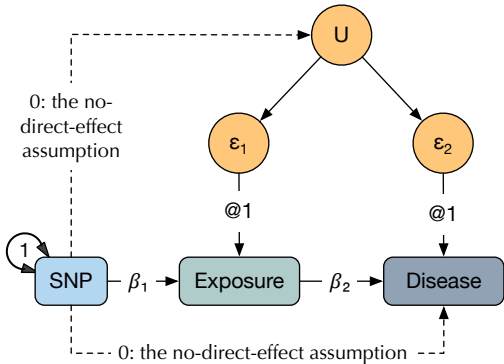 U
0: the no-
direct-effect
assumption
ε1
ε2
@1
@1
1
SNP
β1
Exposure
β2
Disease
0: the no-direct-effect assumption